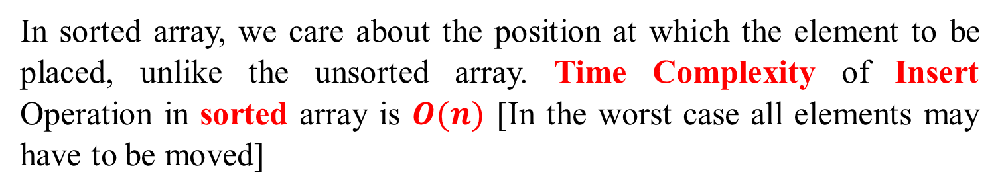 In sorted array, we care about the position at which the element to be
placed, unlike the unsorted array. Time Complexity of Insert
Operation in sorted array is O(n) [In the worst case all elements may
have to be moved]